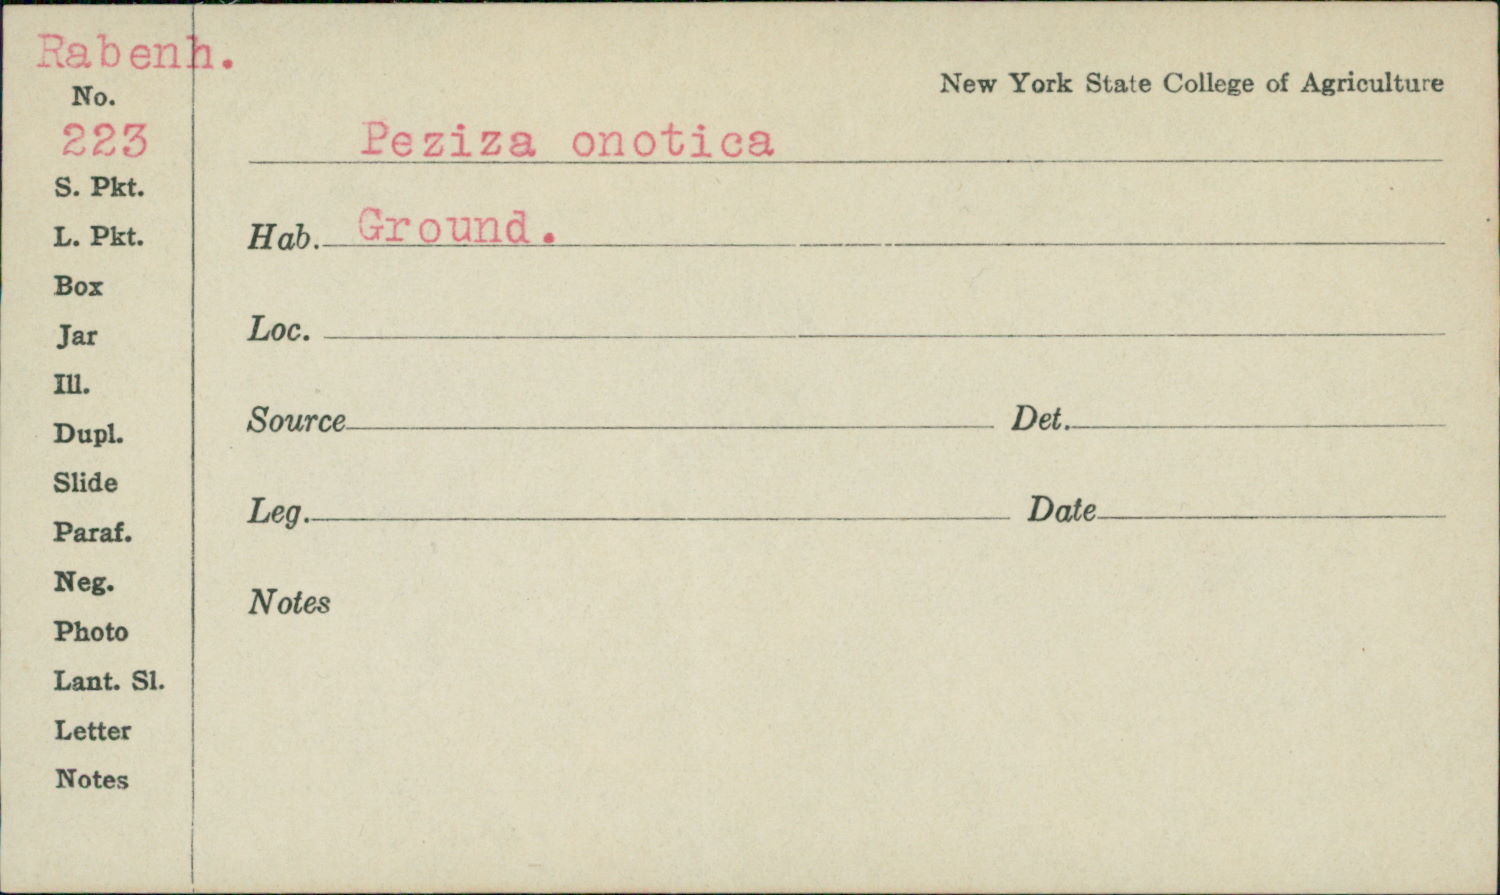 Rabenh.
No.
223
S. Pkt.
L. Pkt.
Box
Jar
Ill.
Dupl.
Slide
Paraf.
Neg.
Photo
Lant. Sl.
Letter
Notes
New York State College of Agriculture
Peziza onotica
Hab. Ground.
Loc.
Source Det.
Leg. Date
Notes